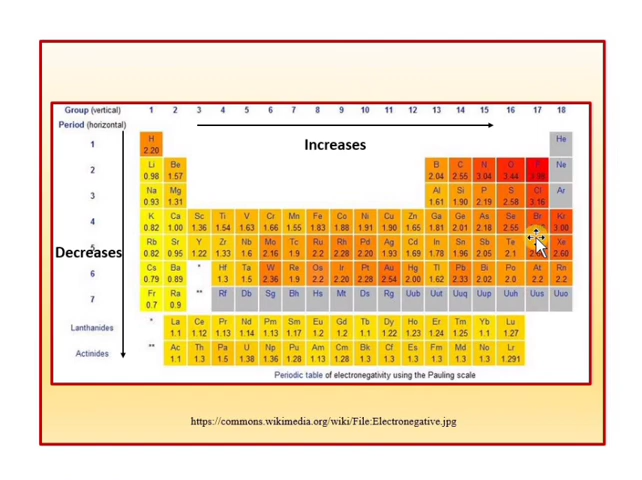 Group (vertical) 1 2 3 4 5 6 7 8 9 10 11 12 13 14 15 16 17 18
Period (horizontal)
Increases
1 H He
2.20
2 Li Be B C N O Ne
0.98 1.57 2.04 2.55 3.04 3.44
3 Na Mg Al Si P S Cl Ar
0.93 1.31 1.61 1.90 2.19 2.58 3.16
4 K Ca Sc Ti V Cr Mn Fe Co Ni Cu Zn Ga Ge As Se Br Kr
0.82 1.00 1.36 1.54 1.63 1.66 1.55 1.83 1.88 1.91 1.90 1.65 1.81 2.01 2.18 2.55 3.00
Rb Sr Y Zr Nb Mo Tc Ru Rh Pd Ag Cd In Sn Sb Te Xe
0.82 0.95 1.22 1.33 1.6 2.16 1.9 2.2 2.28 2.20 1.93 1.69 1.78 1.96 2.05 2.1 2.60
Decreases
6 Cs Ba * Hf Ta W Re Os Ir Pt Au Hg Tl Pb Bi Po At Rn
0.79 0.89 1.3 1.5 2.36 1.9 2.2 2.20 2.28 2.54 2.00 1.62 2.33 2.02 2.0 2.2 2.2
7 Fr Ra ** Rf Db Sg Bh Hs Mt Ds Rg Uub Uut Uuq Uup Uuh Uus Uuo
0.7 0.9
Lanthanides * La Ce Pr Nd Pm Sm Eu Gd Tb Dy Ho Er Tm Yb Lu
1.1 1.12 1.13 1.14 1.13 1.17 1.2 1.2 1.1 1.22 1.23 1.24 1.25 1.1 1.27
Actinides ** Ac Th Pa U Np Pu Am Cm Bk Cf Es Fm Md No Lr
1.1 1.3 1.5 1.38 1.36 1.28 1.13 1.28 1.3 1.3 1.3 1.3 1.3 1.3 1.291
Periodic table of electronegativity using the Pauling scale
https://commons.wikimedia.org/wiki/File:Electronegative.jpg